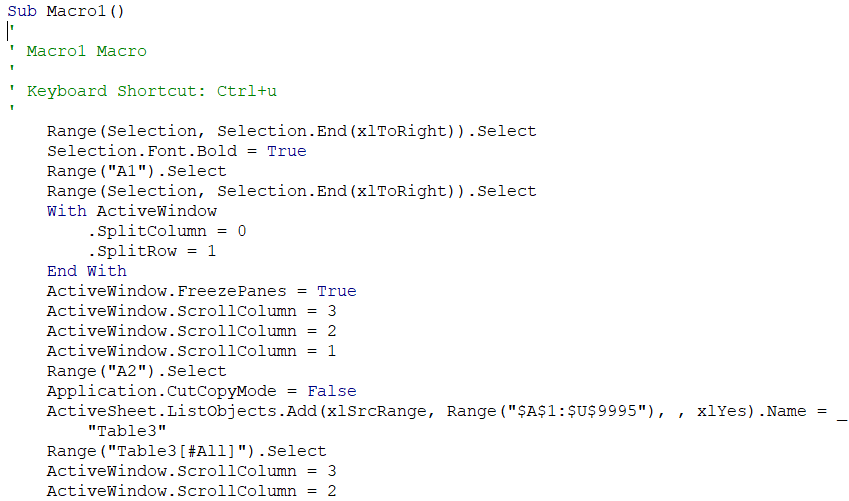 Sub Macro1()
'
' Macro1 Macro
'
' Keyboard Shortcut: Ctrl+u
'
    Range(Selection, Selection.End(xlToRight)).Select
    Selection.Font.Bold = True
    Range("A1").Select
    Range(Selection, Selection.End(xlToRight)).Select
    With ActiveWindow
        .SplitColumn = 0
        .SplitRow = 1
    End With
    ActiveWindow.FreezePanes = True
    ActiveWindow.ScrollColumn = 3
    ActiveWindow.ScrollColumn = 2
    ActiveWindow.ScrollColumn = 1
    Range("A2").Select
    Application.CutCopyMode = False
    ActiveSheet.ListObjects.Add(xlSrcRange, Range("$A$1:$U$9995"), , xlYes).Name = _
        "Table3"
    Range("Table3[#All]").Select
    ActiveWindow.ScrollColumn = 3
    ActiveWindow.ScrollColumn = 2